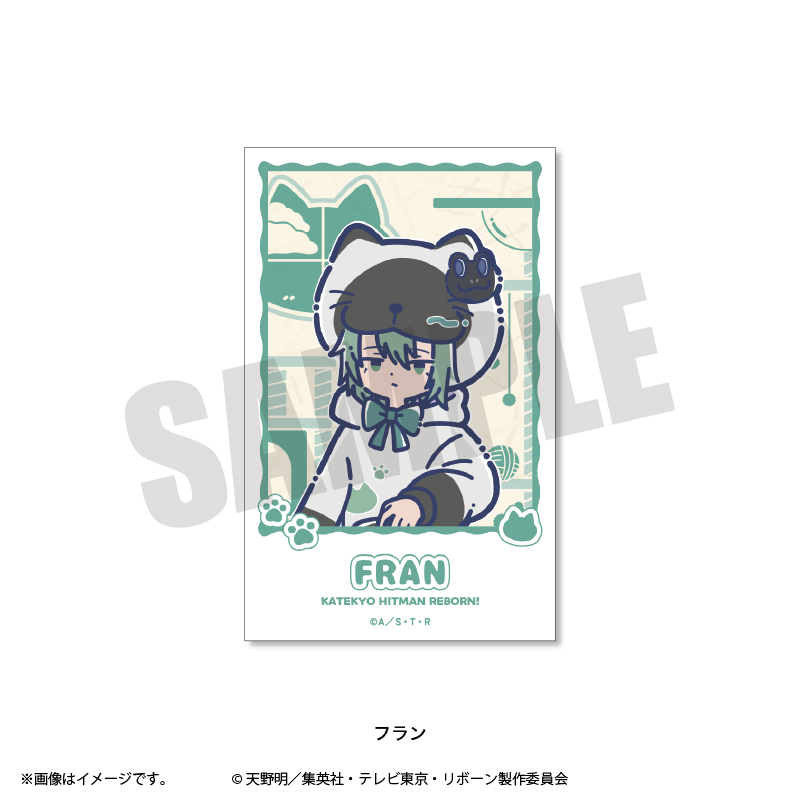 SAMPLE
FRAN
KATEKYO HITMAN REBORN!
©A／S・T・R
フラン
※画像はイメージです。
© 天野明／集英社・テレビ東京・リボーン製作委員会